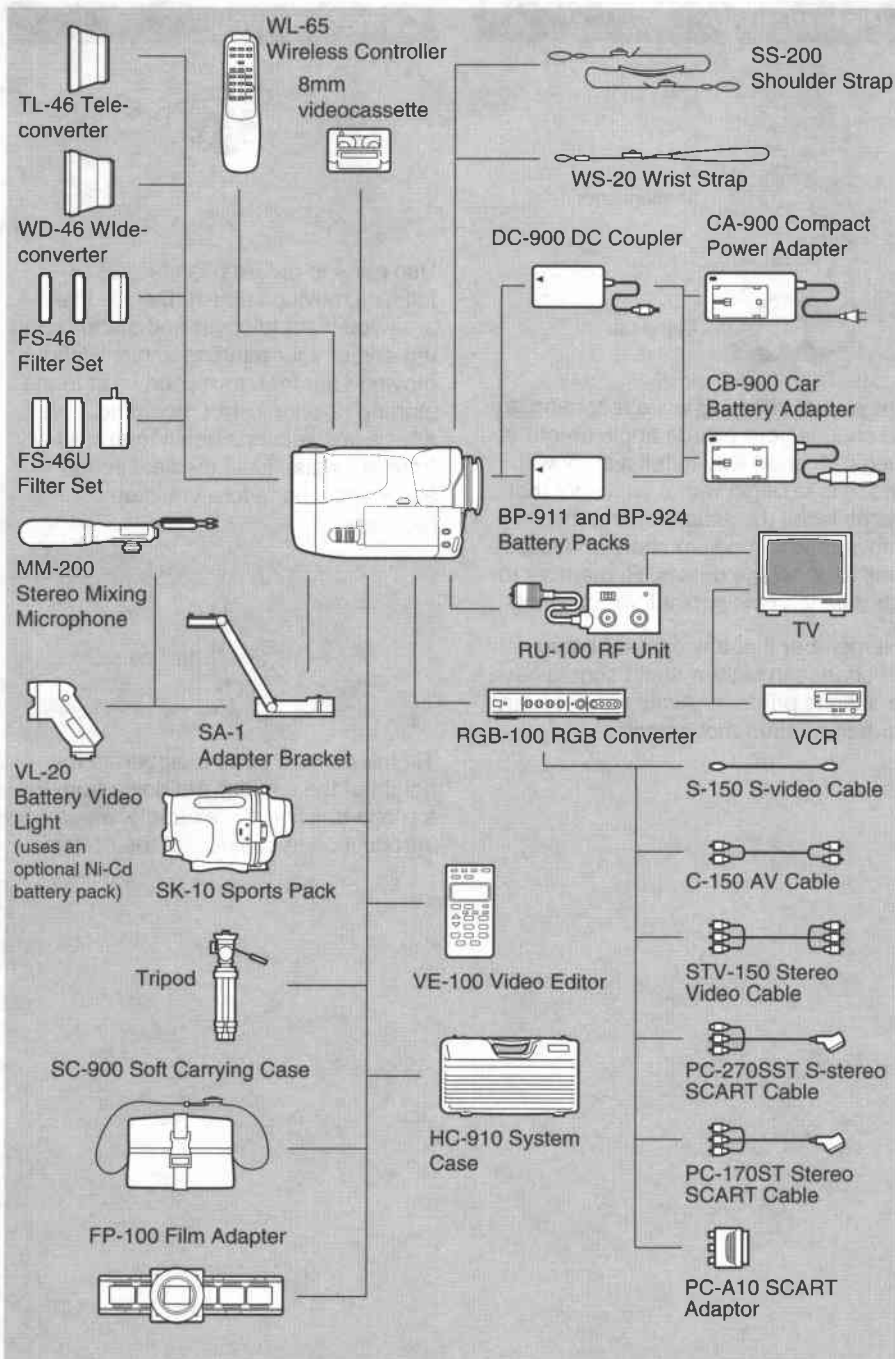 WL-65
Wireless Controller
8mm
videocassette
SS-200
Shoulder Strap
TL-46 Tele-
converter
WS-20 Wrist Strap
WD-46 WIde-
converter
DC-900 DC Coupler
CA-900 Compact
Power Adapter
FS-46
Filter Set
CB-900 Car
Battery Adapter
FS-46U
Filter Set
BP-911 and BP-924
Battery Packs
MM-200
Stereo Mixing
Microphone
RU-100 RF Unit
TV
SA-1
Adapter Bracket
RGB-100 RGB Converter
VCR
VL-20
Battery Video
Light
(uses an
optional Ni-Cd
battery pack)
S-150 S-video Cable
SK-10 Sports Pack
C-150 AV Cable
Tripod
VE-100 Video Editor
STV-150 Stereo
Video Cable
SC-900 Soft Carrying Case
PC-270SST S-stereo
SCART Cable
HC-910 System
Case
PC-170ST Stereo
SCART Cable
FP-100 Film Adapter
PC-A10 SCART
Adaptor